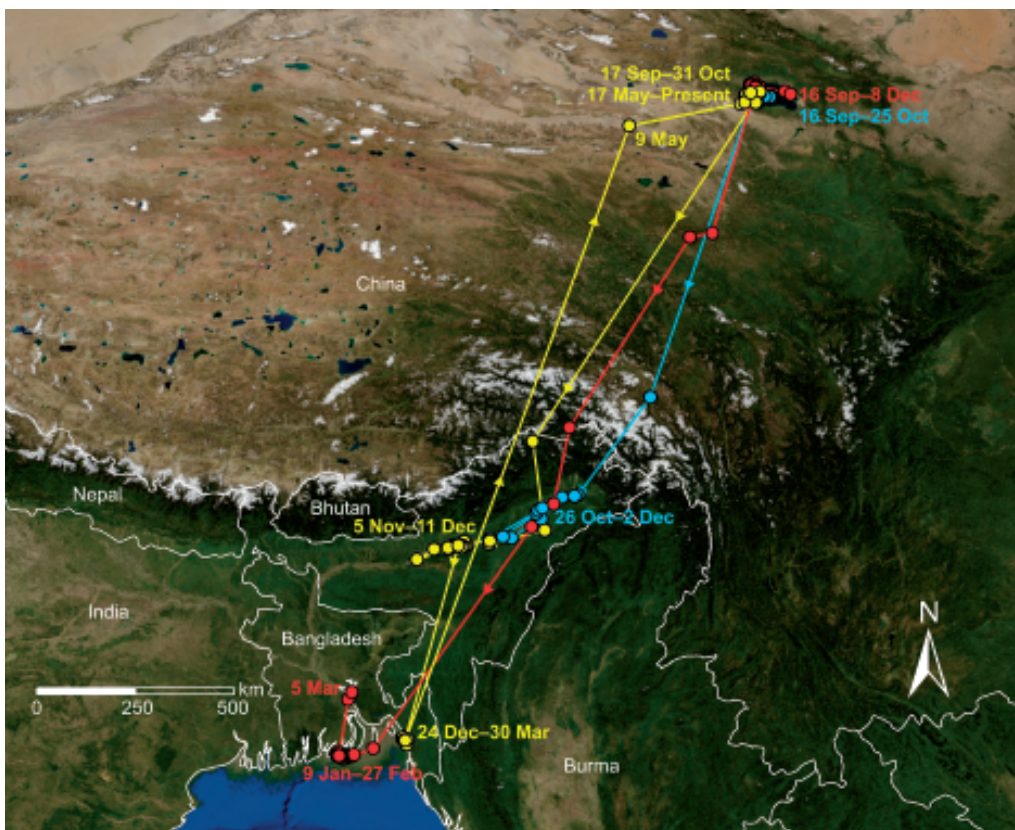 17 Sep–31 Oct
17 May–Present
16 Sep–8 Dec
16 Sep–25 Oct
9 May
China
Nepal
Bhutan
5 Nov–11 Dec
26 Oct–2 Dec
India
Bangladesh
N
5 Mar
km
0 250 500
24 Dec–30 Mar
9 Jan–27 Feb
Burma